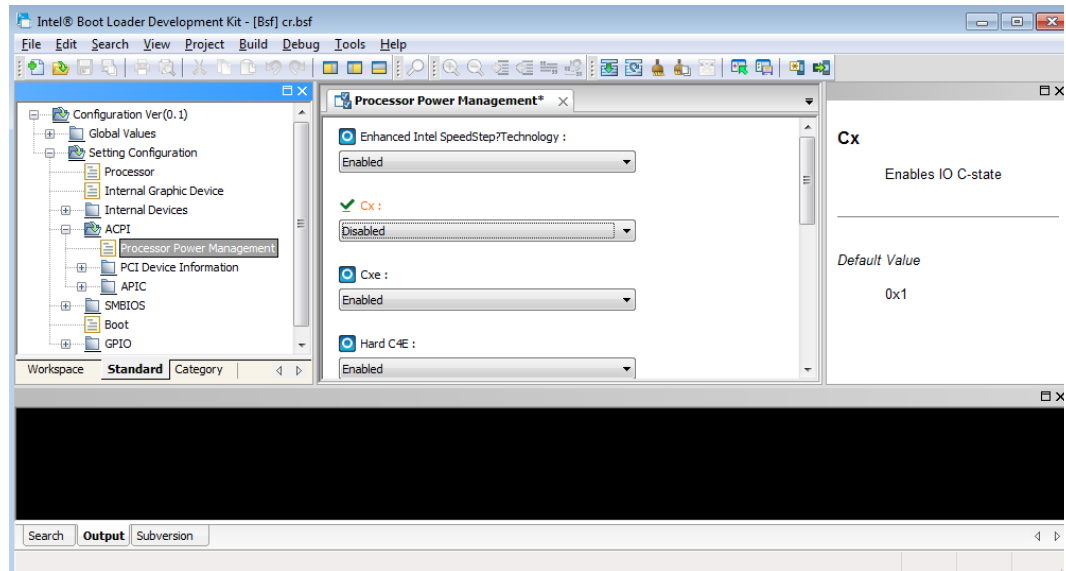 Intel® Boot Loader Development Kit - [Bsf] cr.bsf
File Edit Search View Project Build Debug Tools Help
Configuration Ver(0.1)
Global Values
Setting Configuration
Processor
Internal Graphic Device
Internal Devices
ACPI
Processor Power Management
PCI Device Information
APIC
SMBIOS
Boot
GPIO
Workspace Standard Category
Processor Power Management*
Enhanced Intel SpeedStep?Technology :
Enabled
Cx :
Disabled
Cxe :
Enabled
Hard C4E :
Enabled
Cx
Enables IO C-state
Default Value
0x1
Search Output Subversion